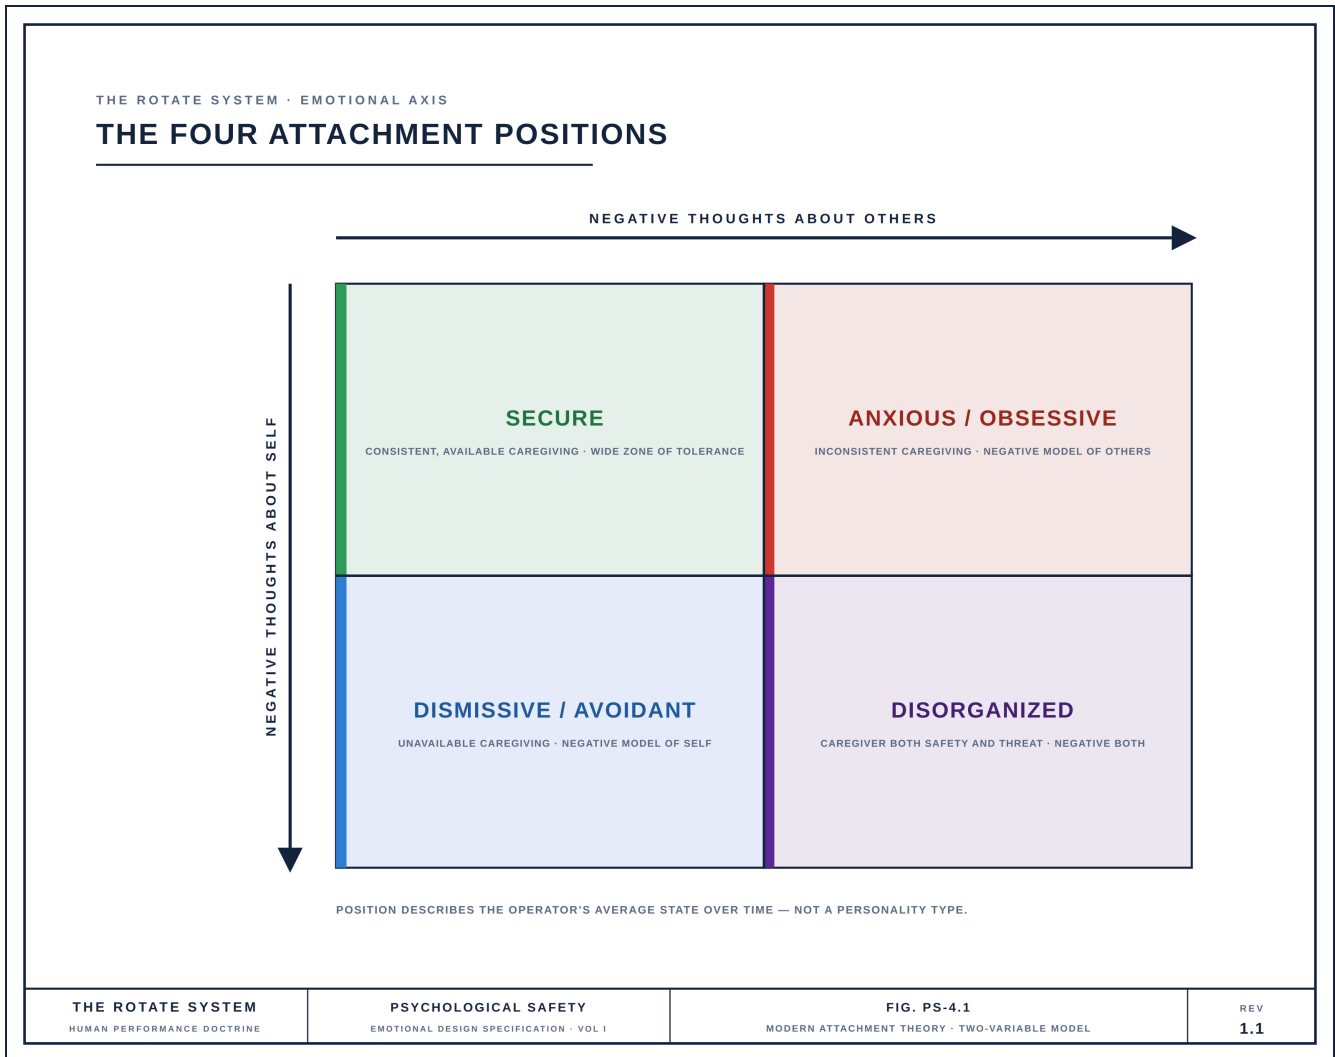 THE ROTATE SYSTEM · EMOTIONAL AXIS
THE FOUR ATTACHMENT POSITIONS
NEGATIVE THOUGHTS ABOUT OTHERS
NEGATIVE THOUGHTS ABOUT SELF
SECURE
CONSISTENT, AVAILABLE CAREGIVING · WIDE ZONE OF TOLERANCE
ANXIOUS / OBSESSIVE
INCONSISTENT CAREGIVING · NEGATIVE MODEL OF OTHERS
DISMISSIVE / AVOIDANT
UNAVAILABLE CAREGIVING · NEGATIVE MODEL OF SELF
DISORGANIZED
CAREGIVER BOTH SAFETY AND THREAT · NEGATIVE BOTH
POSITION DESCRIBES THE OPERATOR'S AVERAGE STATE OVER TIME — NOT A PERSONALITY TYPE.
THE ROTATE SYSTEM
HUMAN PERFORMANCE DOCTRINE
PSYCHOLOGICAL SAFETY
EMOTIONAL DESIGN SPECIFICATION · VOL I
FIG. PS-4.1
MODERN ATTACHMENT THEORY · TWO-VARIABLE MODEL
REV
1.1